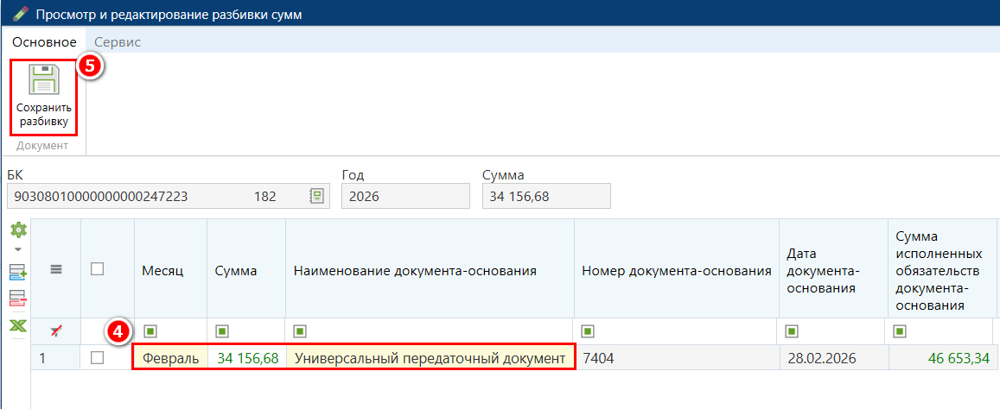 Просмотр и редактирование разбивки сумм
Основное Сервис
5
Сохранить
разбивку
Документ
БК Год Сумма
90308010000000000247223 182 2026 34 156,68
Месяц Сумма Наименование документа-основания Номер документа-основания
Дата
документа-
основания
Сумма
исполненных
обязательств
документа-
основания
4
1 Февраль 34 156,68 Универсальный передаточный документ 7404 28.02.2026 46 653,34